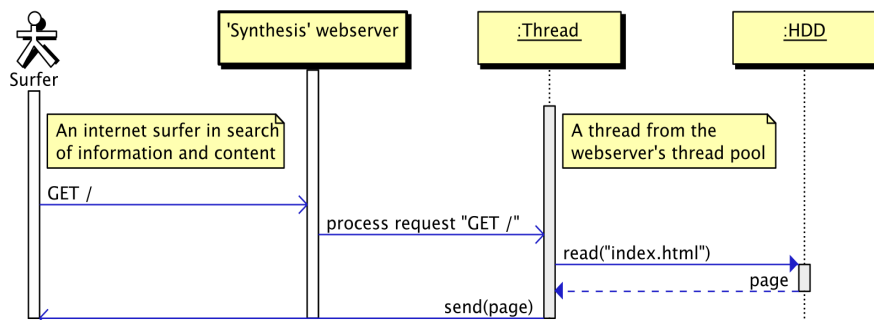 'Synthesis' webserver
:Thread
:HDD
Surfer
An internet surfer in search
of information and content
A thread from the
webserver's thread pool
GET /
process request "GET /"
read("index.html")
page
send(page)